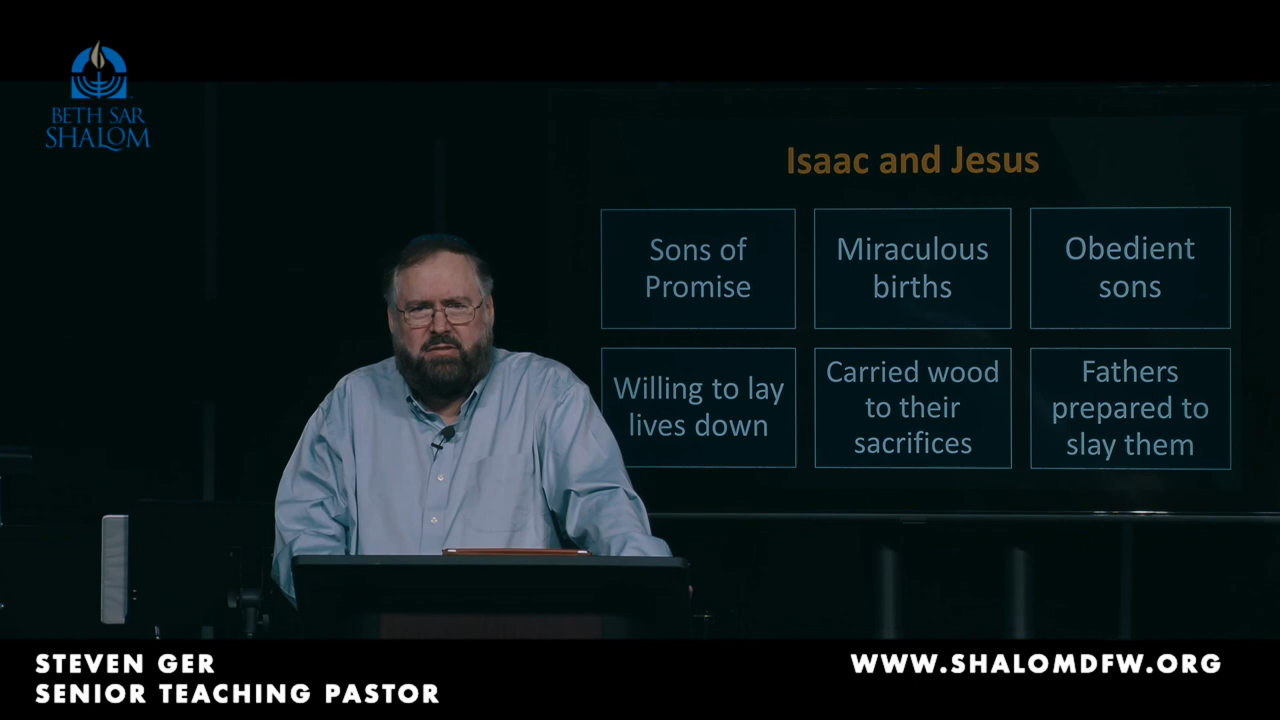 BETH SAR
SHALOM
Isaac and Jesus
Sons of
Promise
Miraculous
births
Obedient
sons
Willing to lay
lives down
Carried wood
to their
sacrifices
Fathers
prepared to
slay them
STEVEN GER
SENIOR TEACHING PASTOR
WWW.SHALOMDFW.ORG